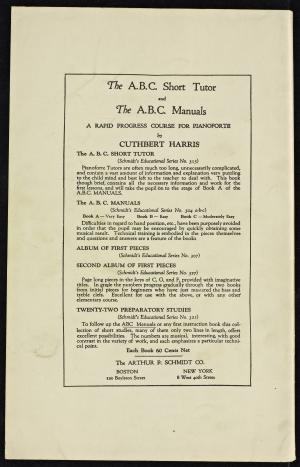 The A.B.C. Short Tutor
and
The A.B.C. Manuals
A RAPID PROGRESS COURSE FOR PIANOFORTE
by
CUTHBERT HARRIS
The A. B. C. SHORT TUTOR
(Schmidt's Educational Series No. 325)
Pianoforte Tutors are often much too long, unnecessarily complicated,
and contain a vast amount of information and explanation very puzzling
to the child mind and best left to the teacher to deal with. This book
though brief, contains all the necessary information and work for the
first lessons, and will take the pupil on to the stage of Book A of the
A.B.C. MANUALS.
The A. B. C. MANUALS
(Schmidt's Educational Series No. 304 a-b-c)
Book A—Very Easy Book B—Easy Book C—Moderately Easy
Difficulties in regard to hand position, etc., have been purposely avoided
in order that the pupil may be encouraged by quickly obtaining some
musical result. Technical training is embodied in the pieces themselves
and questions and answers are a feature of the books.
ALBUM OF FIRST PIECES
(Schmidt's Educational Series No. 307)
SECOND ALBUM OF FIRST PIECES
(Schmidt's Educational Series No. 327)
Page long pieces in the keys of C, G, and F, provided with imaginative
titles. In grade the numbers progress gradually through the two books
from initial pieces for beginners who have just mastered the bass and
treble clefs. Excellent for use with the above, or with any other
elementary course.
TWENTY-TWO PREPARATORY STUDIES
(Schmidt's Educational Series No. 321)
To follow up the ABC Manuals or any first instruction book this col-
lection of short studies, many of them only two lines in length, offers
excellent possibilities. The numbers are musical, interesting, with good
contrast in the variety of work, and each emphasizes a particular techni-
cal point.
Each Book 60 Cents Net
The ARTHUR P. SCHMIDT CO.
BOSTON NEW YORK
120 Boylston Street 8 West 40th Street